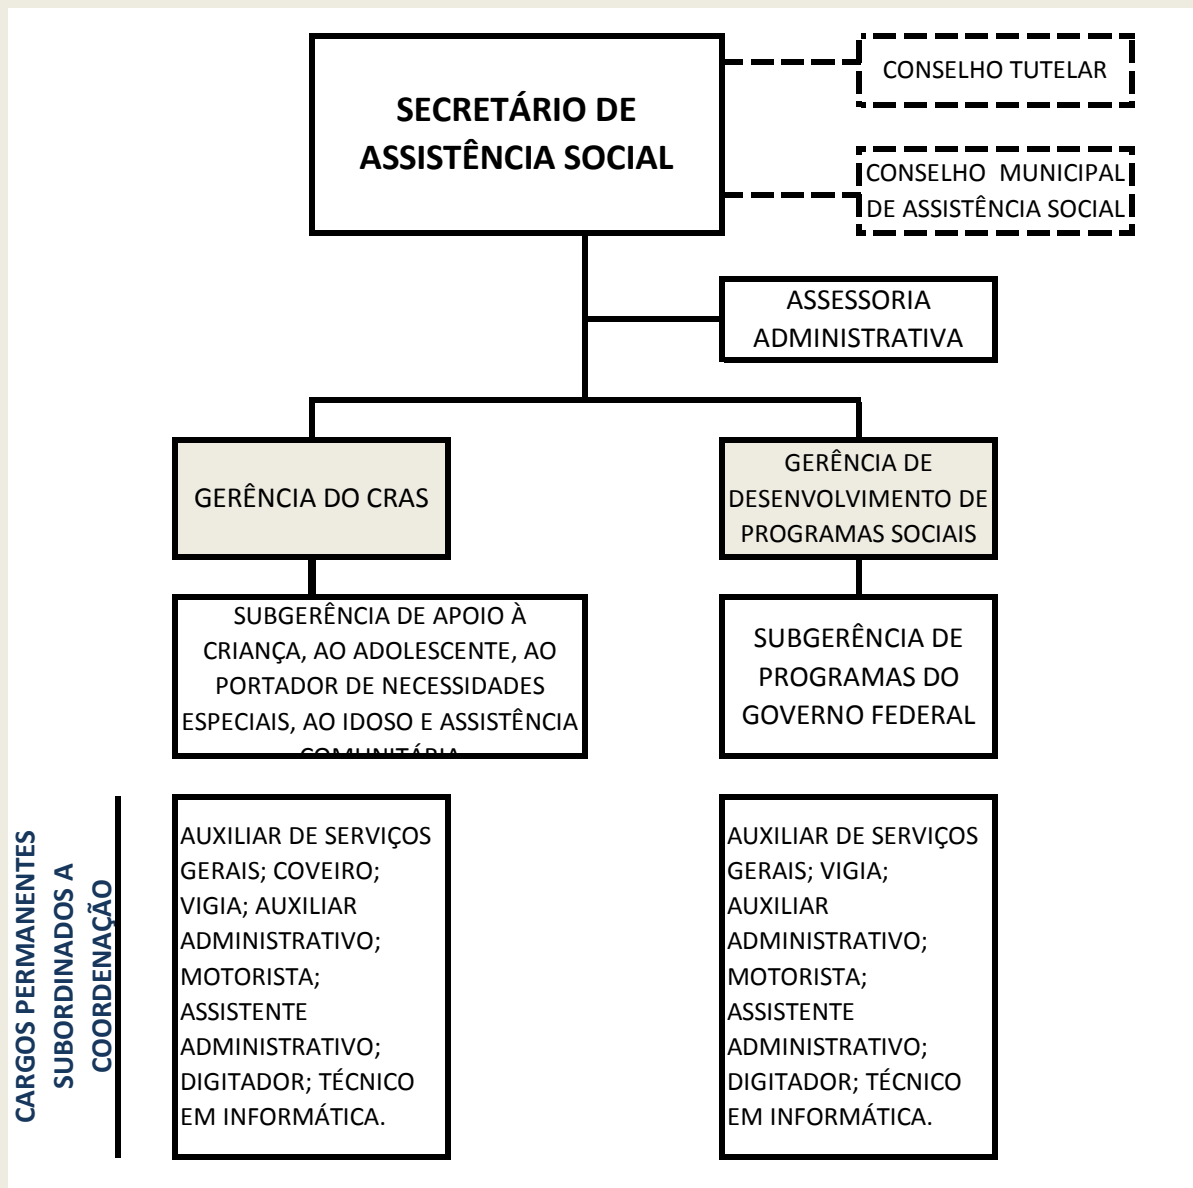 SECRETÁRIO DE
ASSISTÊNCIA SOCIAL
CONSELHO TUTELAR
CONSELHO MUNICIPAL
DE ASSISTÊNCIA SOCIAL
ASSESSORIA
ADMINISTRATIVA
GERÊNCIA DO CRAS
GERÊNCIA DE
DESENVOLVIMENTO DE
PROGRAMAS SOCIAIS
SUBGERÊNCIA DE APOIO À
CRIANÇA, AO ADOLESCENTE, AO
PORTADOR DE NECESSIDADES
ESPECIAIS, AO IDOSO E ASSISTÊNCIA
COMUNITÁRIA
SUBGERÊNCIA DE
PROGRAMAS DO
GOVERNO FEDERAL
CARGOS PERMANENTES
SUBORDINADOS A
COORDENAÇÃO
AUXILIAR DE SERVIÇOS
GERAIS; COVEIRO;
VIGIA; AUXILIAR
ADMINISTRATIVO;
MOTORISTA;
ASSISTENTE
ADMINISTRATIVO;
DIGITADOR; TÉCNICO
EM INFORMÁTICA.
AUXILIAR DE SERVIÇOS
GERAIS; VIGIA;
AUXILIAR
ADMINISTRATIVO;
MOTORISTA;
ASSISTENTE
ADMINISTRATIVO;
DIGITADOR; TÉCNICO
EM INFORMÁTICA.